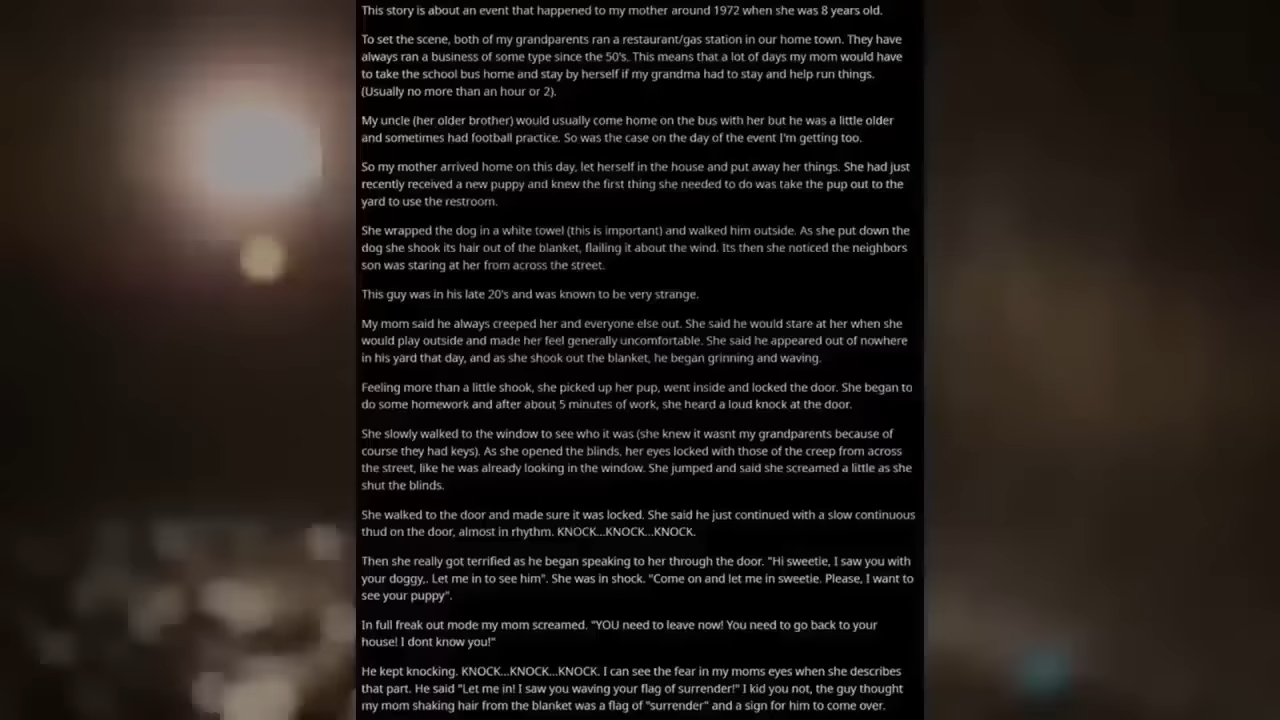 This story is about an event that happened to my mother around 1972 when she was 8 years old.
To set the scene, both of my grandparents ran a restaurant/gas station in our home town. They have
always ran a business of some type since the 50's. This means that a lot of days my mom would have
to take the school bus home and stay by herself if my grandma had to stay and help run things.
(Usually no more than an hour or 2).
My uncle (her older brother) would usually come home on the bus with her but he was a little older
and sometimes had football practice. So was the case on the day of the event I'm getting too.
So my mother arrived home on this day, let herself in the house and put away her things. She had just
recently received a new puppy and knew the first thing she needed to do was take the pup out to the
yard to use the restroom.
She wrapped the dog in a white towel (this is important) and walked him outside. As she put down the
dog she shook its hair out of the blanket, flailing it about the wind. Its then she noticed the neighbors
son was staring at her from across the street.
This guy was in his late 20's and was known to be very strange.
My mom said he always creeped her and everyone else out. She said he would stare at her when she
would play outside and made her feel generally uncomfortable. She said he appeared out of nowhere
in his yard that day, and as she shook out the blanket, he began grinning and waving.
Feeling more than a little shook, she picked up her pup, went inside and locked the door. She began to
do some homework and after about 5 minutes of work, she heard a loud knock at the door.
She slowly walked to the window to see who it was (she knew it wasnt my grandparents because of
course they had keys). As she opened the blinds, her eyes locked with those of the creep from across
the street, like he was already looking in the window. She jumped and said she screamed a little as she
shut the blinds.
She walked to the door and made sure it was locked. She said he just continued with a slow continuous
thud on the door, almost in rhythm. KNOCK...KNOCK...KNOCK.
Then she really got terrified as he began speaking to her through the door. "Hi sweetie, I saw you with
your doggy,. Let me in to see him". She was in shock. "Come on and let me in sweetie. Please, I want to
see your puppy".
In full freak out mode my mom screamed. "YOU need to leave now! You need to go back to your
house! I dont know you!"
He kept knocking. KNOCK...KNOCK...KNOCK. I can see the fear in my moms eyes when she describes
that part. He said "Let me in! I saw you waving your flag of surrender!" I kid you not, the guy thought
my mom shaking hair from the blanket was a flag of "surrender" and a sign for him to come over.